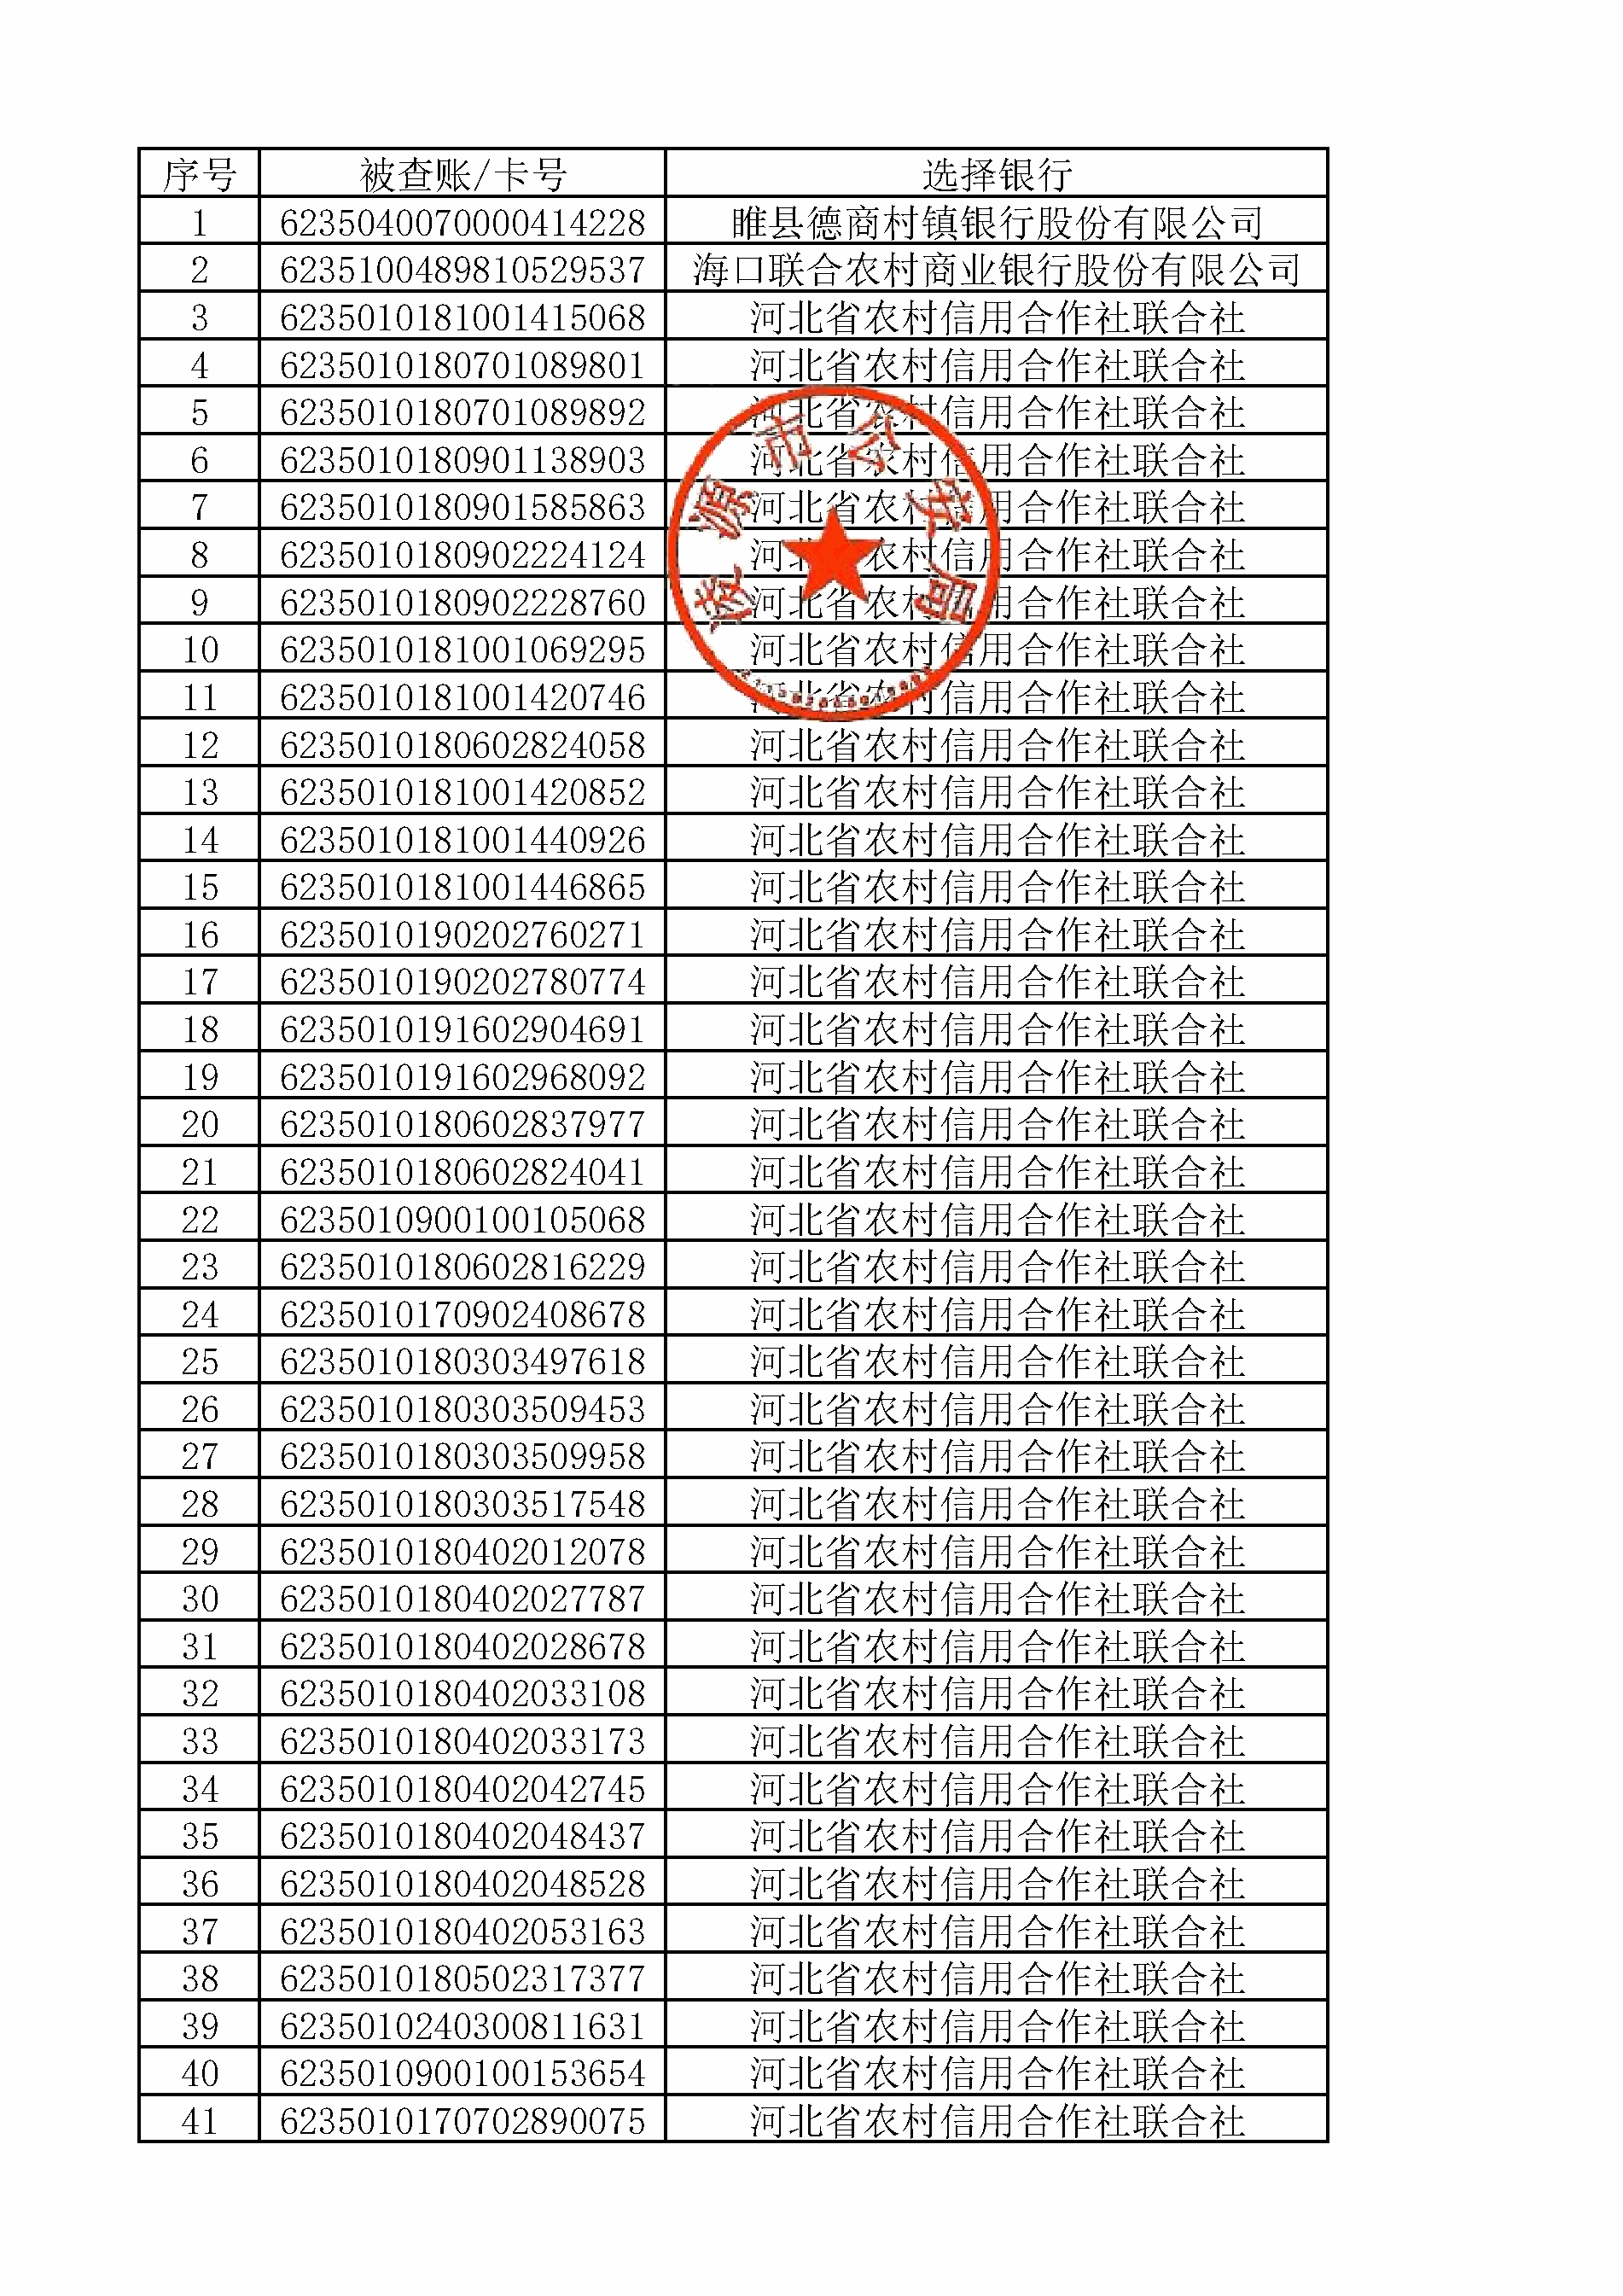 序号 被查账/卡号 选择银行
1 6235040070000414228 睢县德商村镇银行股份有限公司
2 6235100489810529537 海口联合农村商业银行股份有限公司
3 6235010181001415068 河北省农村信用合作社联合社
4 6235010180701089801 河北省农村信用合作社联合社
5 6235010180701089892 河北省农村信用合作社联合社
6 6235010180901138903 河北省农村信用合作社联合社
7 6235010180901585863 河北省农村信用合作社联合社
8 6235010180902224124 河北省农村信用合作社联合社
9 6235010180902228760 河北省农村信用合作社联合社
10 6235010181001069295 河北省农村信用合作社联合社
11 6235010181001420746 河北省农村信用合作社联合社
12 6235010180602824058 河北省农村信用合作社联合社
13 6235010181001420852 河北省农村信用合作社联合社
14 6235010181001440926 河北省农村信用合作社联合社
15 6235010181001446865 河北省农村信用合作社联合社
16 6235010190202760271 河北省农村信用合作社联合社
17 6235010190202780774 河北省农村信用合作社联合社
18 6235010191602904691 河北省农村信用合作社联合社
19 6235010191602968092 河北省农村信用合作社联合社
20 6235010180602837977 河北省农村信用合作社联合社
21 6235010180602824041 河北省农村信用合作社联合社
22 6235010900100105068 河北省农村信用合作社联合社
23 6235010180602816229 河北省农村信用合作社联合社
24 6235010170902408678 河北省农村信用合作社联合社
25 6235010180303497618 河北省农村信用合作社联合社
26 6235010180303509453 河北省农村信用合作社联合社
27 6235010180303509958 河北省农村信用合作社联合社
28 6235010180303517548 河北省农村信用合作社联合社
29 6235010180402012078 河北省农村信用合作社联合社
30 6235010180402027787 河北省农村信用合作社联合社
31 6235010180402028678 河北省农村信用合作社联合社
32 6235010180402033108 河北省农村信用合作社联合社
33 6235010180402033173 河北省农村信用合作社联合社
34 6235010180402042745 河北省农村信用合作社联合社
35 6235010180402048437 河北省农村信用合作社联合社
36 6235010180402048528 河北省农村信用合作社联合社
37 6235010180402053163 河北省农村信用合作社联合社
38 6235010180502317377 河北省农村信用合作社联合社
39 6235010240300811631 河北省农村信用合作社联合社
40 6235010900100153654 河北省农村信用合作社联合社
41 6235010170702890075 河北省农村信用合作社联合社
凌源市公安局